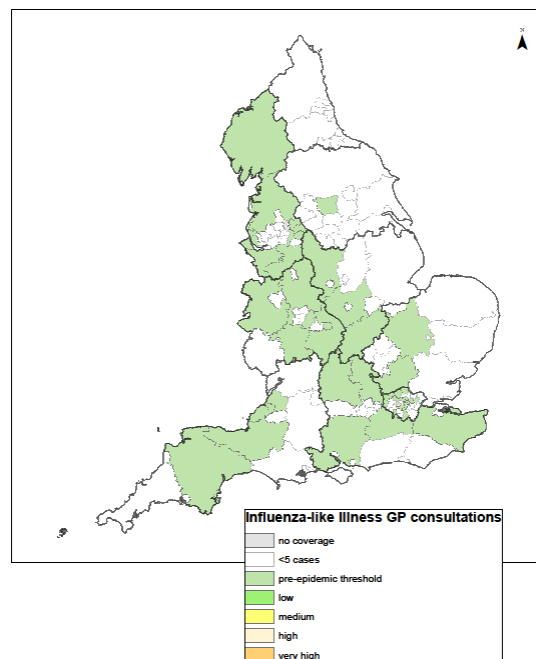 N
Influenza-like Illness GP consultations
no coverage
<5 cases
pre-epidemic threshold
low
medium
high
very high